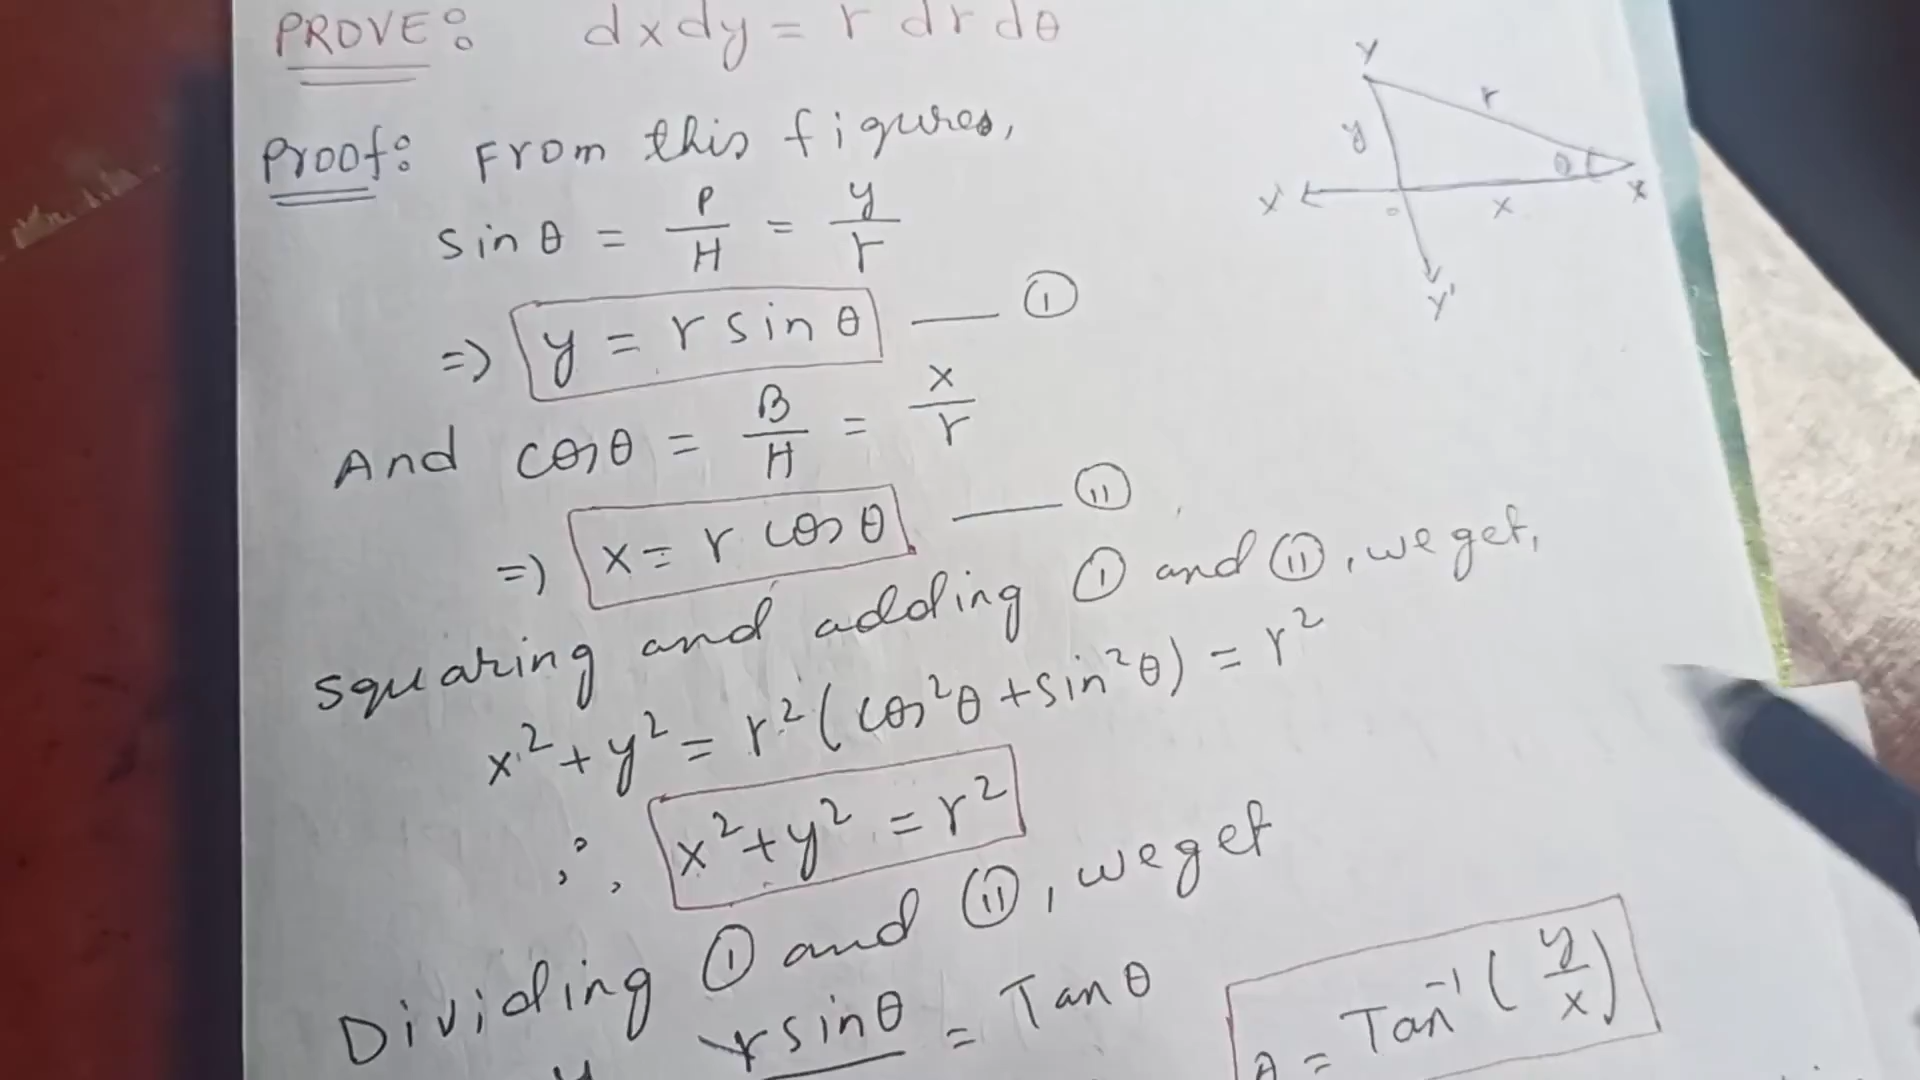 PROVE: dxdy = r dr dθ
Proof: From this figures,
sin θ = P/H = y/r
=> y = r sin θ —— (I)
And cos θ = B/H = x/r
=> x = r cos θ —— (II)
squaring and adding (I) and (II), we get,
x² + y² = r² (cos²θ + sin²θ) = r²
∴, x² + y² = r²
Dividing (I) and (II), we get
r sin θ = Tan θ
θ = Tan⁻¹ (y/x)
Y
r
y
θ
X' o x X
Y'